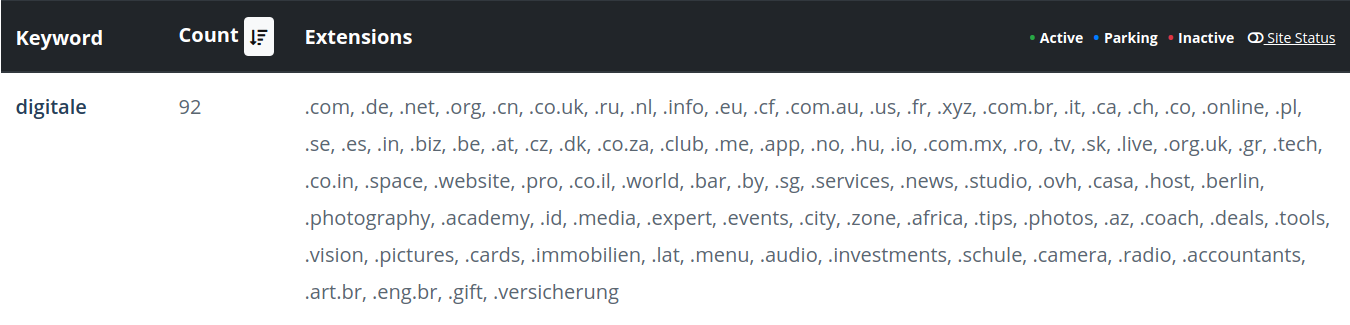 Keyword Count Extensions Active Parking Inactive Site Status
digitale 92 .com, .de, .net, .org, .cn, .co.uk, .ru, .nl, .info, .eu, .cf, .com.au, .us, .fr, .xyz, .com.br, .it, .ca, .ch, .co, .online, .pl,
.se, .es, .in, .biz, .be, .at, .cz, .dk, .co.za, .club, .me, .app, .no, .hu, .io, .com.mx, .ro, .tv, .sk, .live, .org.uk, .gr, .tech,
.co.in, .space, .website, .pro, .co.il, .world, .bar, .by, .sg, .services, .news, .studio, .ovh, .casa, .host, .berlin,
.photography, .academy, .id, .media, .expert, .events, .city, .zone, .africa, .tips, .photos, .az, .coach, .deals, .tools,
.vision, .pictures, .cards, .immobilien, .lat, .menu, .audio, .investments, .schule, .camera, .radio, .accountants,
.art.br, .eng.br, .gift, .versicherung